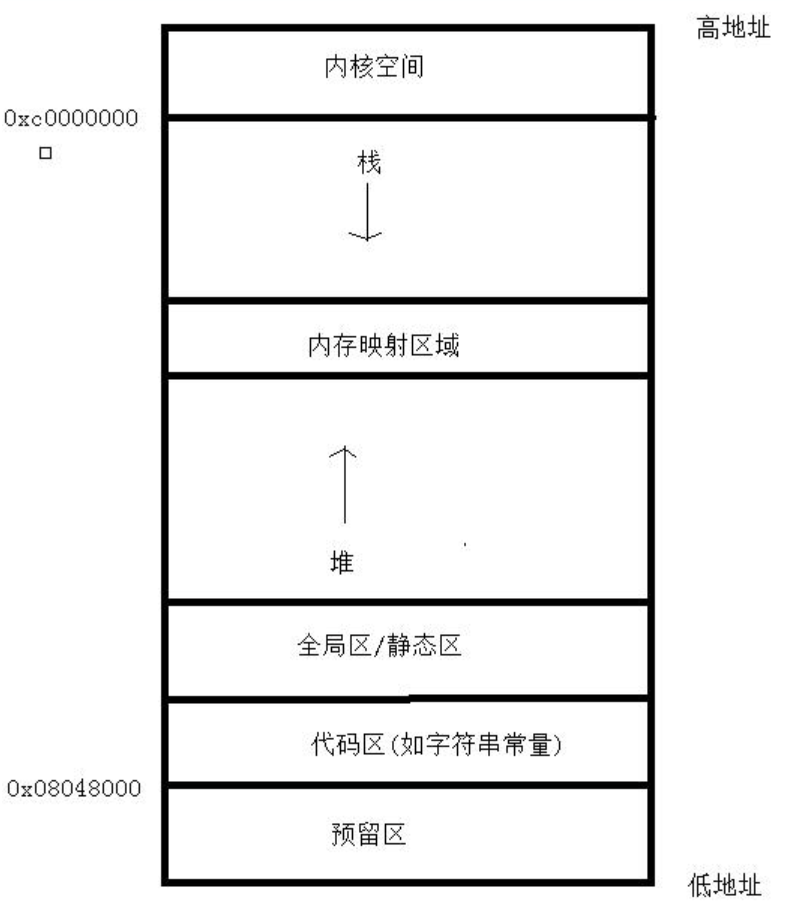 高地址
内核空间
0xc0000000
栈
内存映射区域
堆
全局区/静态区
代码区(如字符串常量)
0x08048000
预留区
低地址